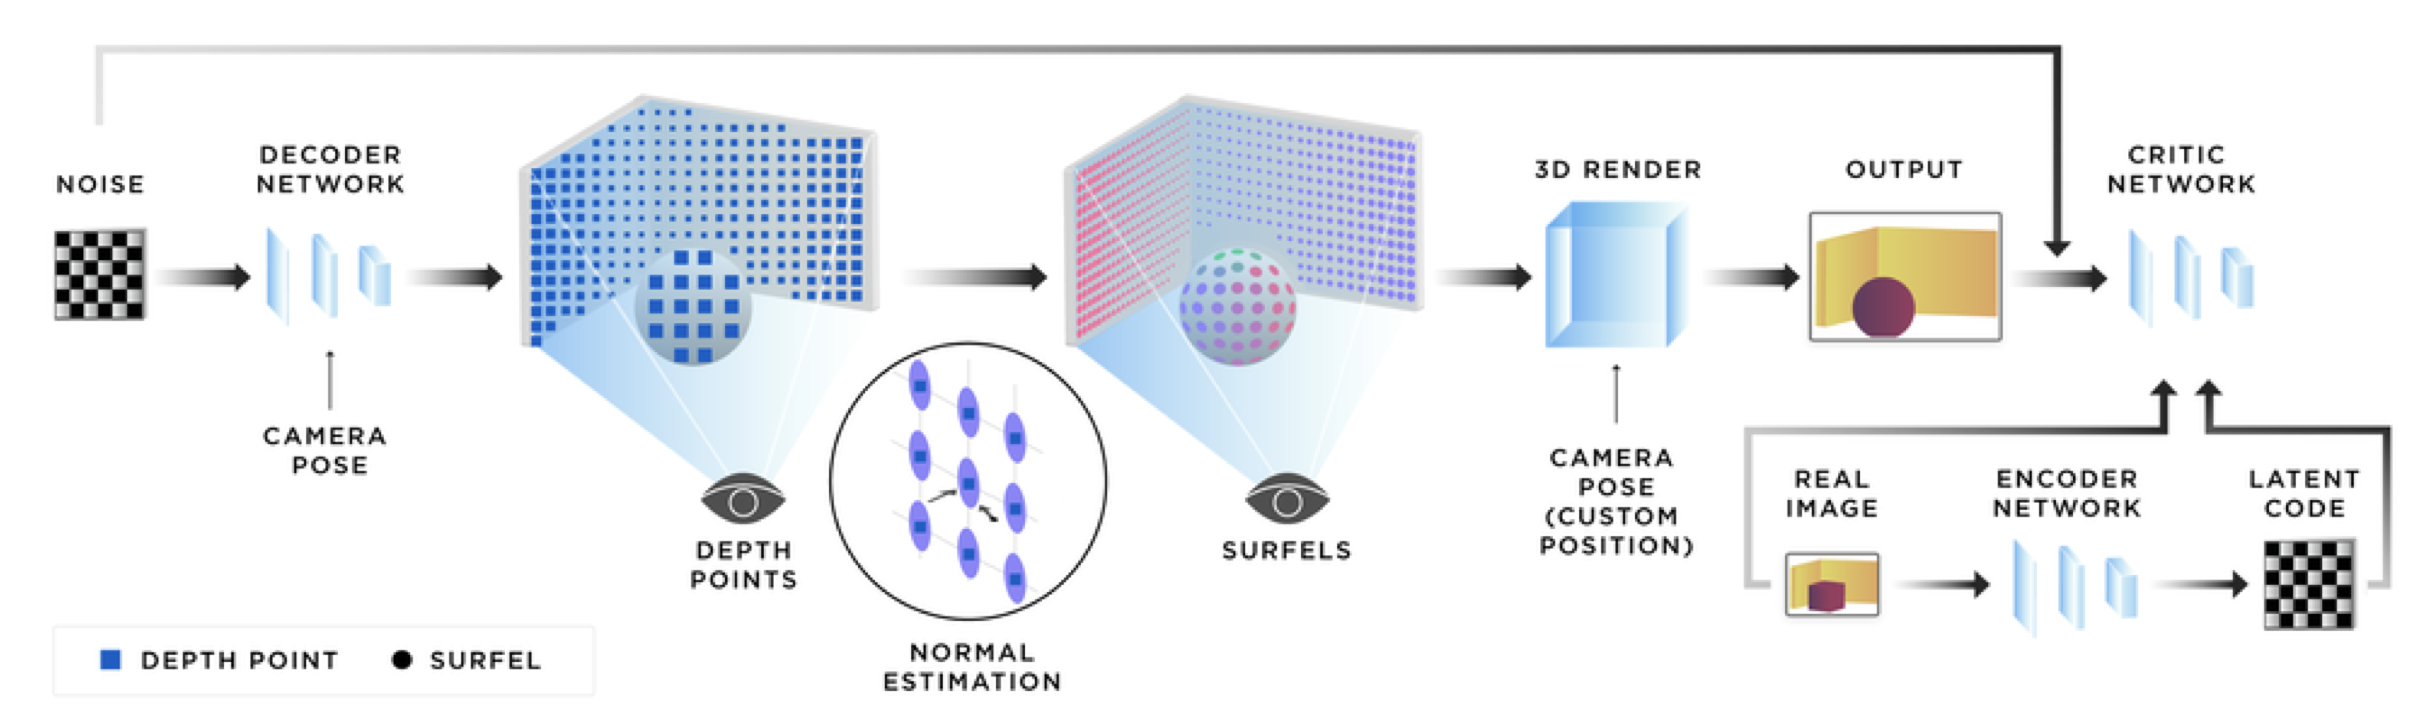 NOISE
DECODER
NETWORK
CAMERA
POSE
DEPTH
POINTS
NORMAL
ESTIMATION
SURFELS
3D RENDER
CAMERA
POSE
(CUSTOM
POSITION)
OUTPUT
CRITIC
NETWORK
REAL
IMAGE
ENCODER
NETWORK
LATENT
CODE
DEPTH POINT
SURFEL